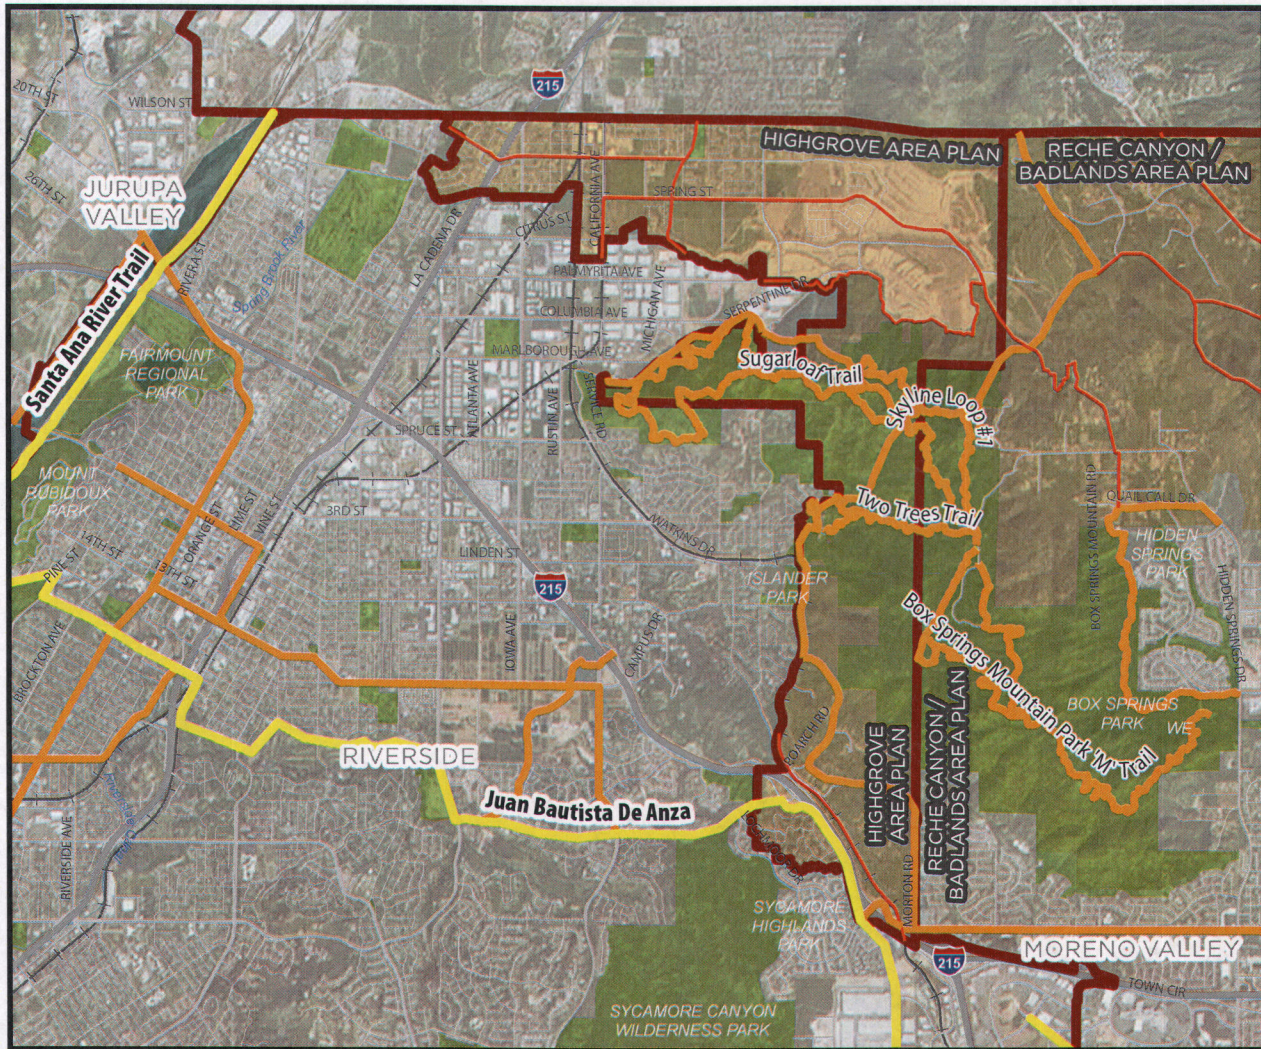 215
20TH ST
WILSON ST
HIGHGROVE AREA PLAN
RECHE CANYON /
BADLANDS AREA PLAN
26TH ST
JURUPA
VALLEY
CALIFORNIA AVE
SPRING ST
LA CADENA DR
CITRUS ST
RIVERA ST
Spring Brook River
PALMYRITA AVE
COLUMBIA AVE
MICHIGAN AVE
SERPENTINE DR
Santa Ana River Trail
FAIRMOUNT
REGIONAL
PARK
MARLBOROUGH AVE
Sugarloaf Trail
Skyline Loop #1
ATLANTA AVE
RUSTIN AVE
SERVICE RD
SPRUCE ST
MOUNT
RUBIDOUX
PARK
3RD ST
ORANGE ST
LIME ST
VINE ST
Two Trees Trail
BOX SPRINGS MOUNTAIN RD
QUAIL CALL DR
HIDDEN
SPRINGS
PARK
HIDDEN SPRINGS DR
14TH ST
13TH ST
PINE ST
LINDEN ST
WATKINS DR
215
ISLANDER
PARK
Box Springs Mountain Park 'M' Trail
BROCKTON AVE
IOWA AVE
CAMPUS DR
BOX SPRINGS
PARK
WE
POARCH RD
RIVERSIDE
HIGHGROVE
AREA PLAN
RECHE CANYON /
BADLANDS AREA PLAN
Juan Bautista De Anza
RIVERSIDE AVE
MORTON RD
SYCAMORE
HIGHLANDS
PARK
MORENO VALLEY
215
TOWN CIR
SYCAMORE CANYON
WILDERNESS PARK